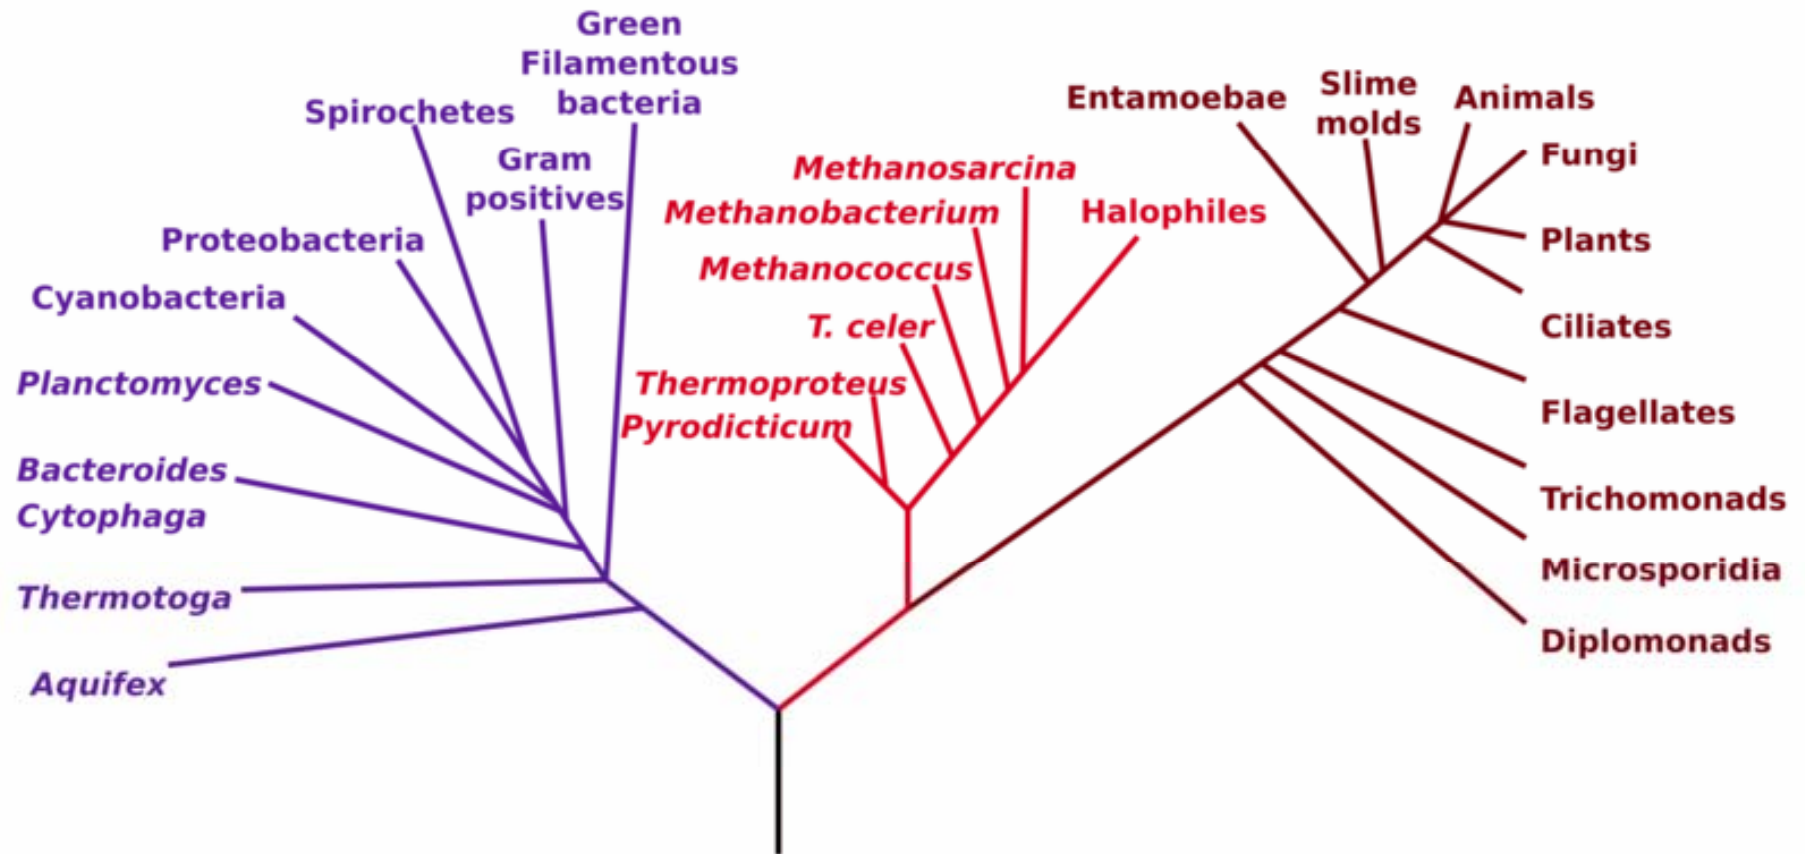 Green
Filamentous
bacteria
Spirochetes
Gram
positives
Proteobacteria
Cyanobacteria
Planctomyces
Bacteroides
Cytophaga
Thermotoga
Aquifex
Methanosarcina
Methanobacterium
Halophiles
Methanococcus
T. celer
Thermoproteus
Pyrodicticum
Entamoebae
Slime
molds
Animals
Fungi
Plants
Ciliates
Flagellates
Trichomonads
Microsporidia
Diplomonads